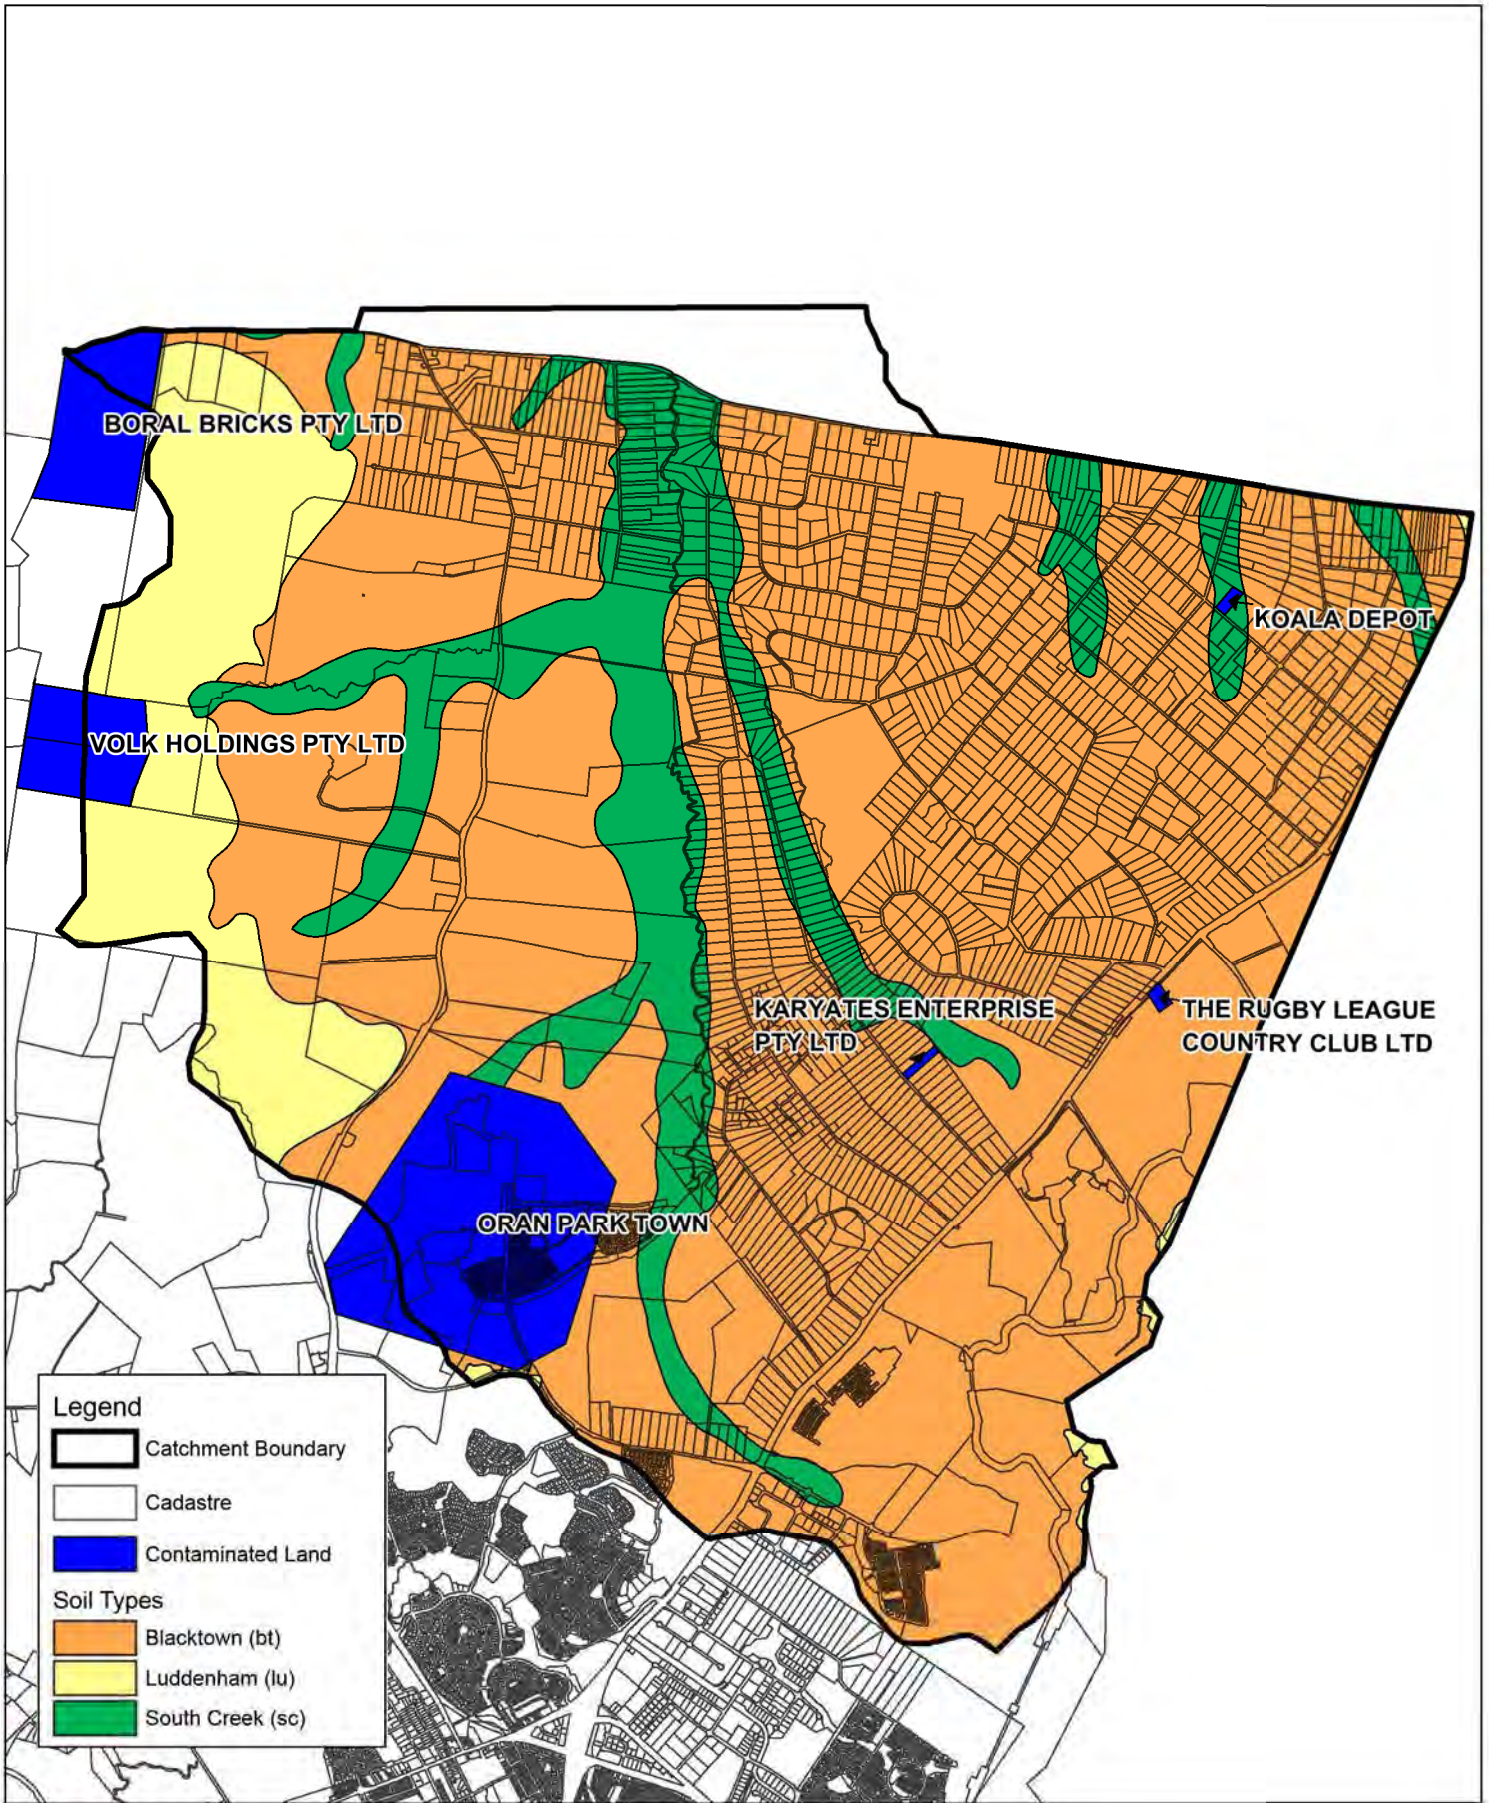 BORAL BRICKS PTY LTD
KOALA DEPOT
VOLK HOLDINGS PTY LTD
KARYATES ENTERPRISE
PTY LTD
THE RUGBY LEAGUE
COUNTRY CLUB LTD
ORAN PARK TOWN
Legend
Catchment Boundary
Cadastre
Contaminated Land
Soil Types
Blacktown (bt)
Luddenham (lu)
South Creek (sc)